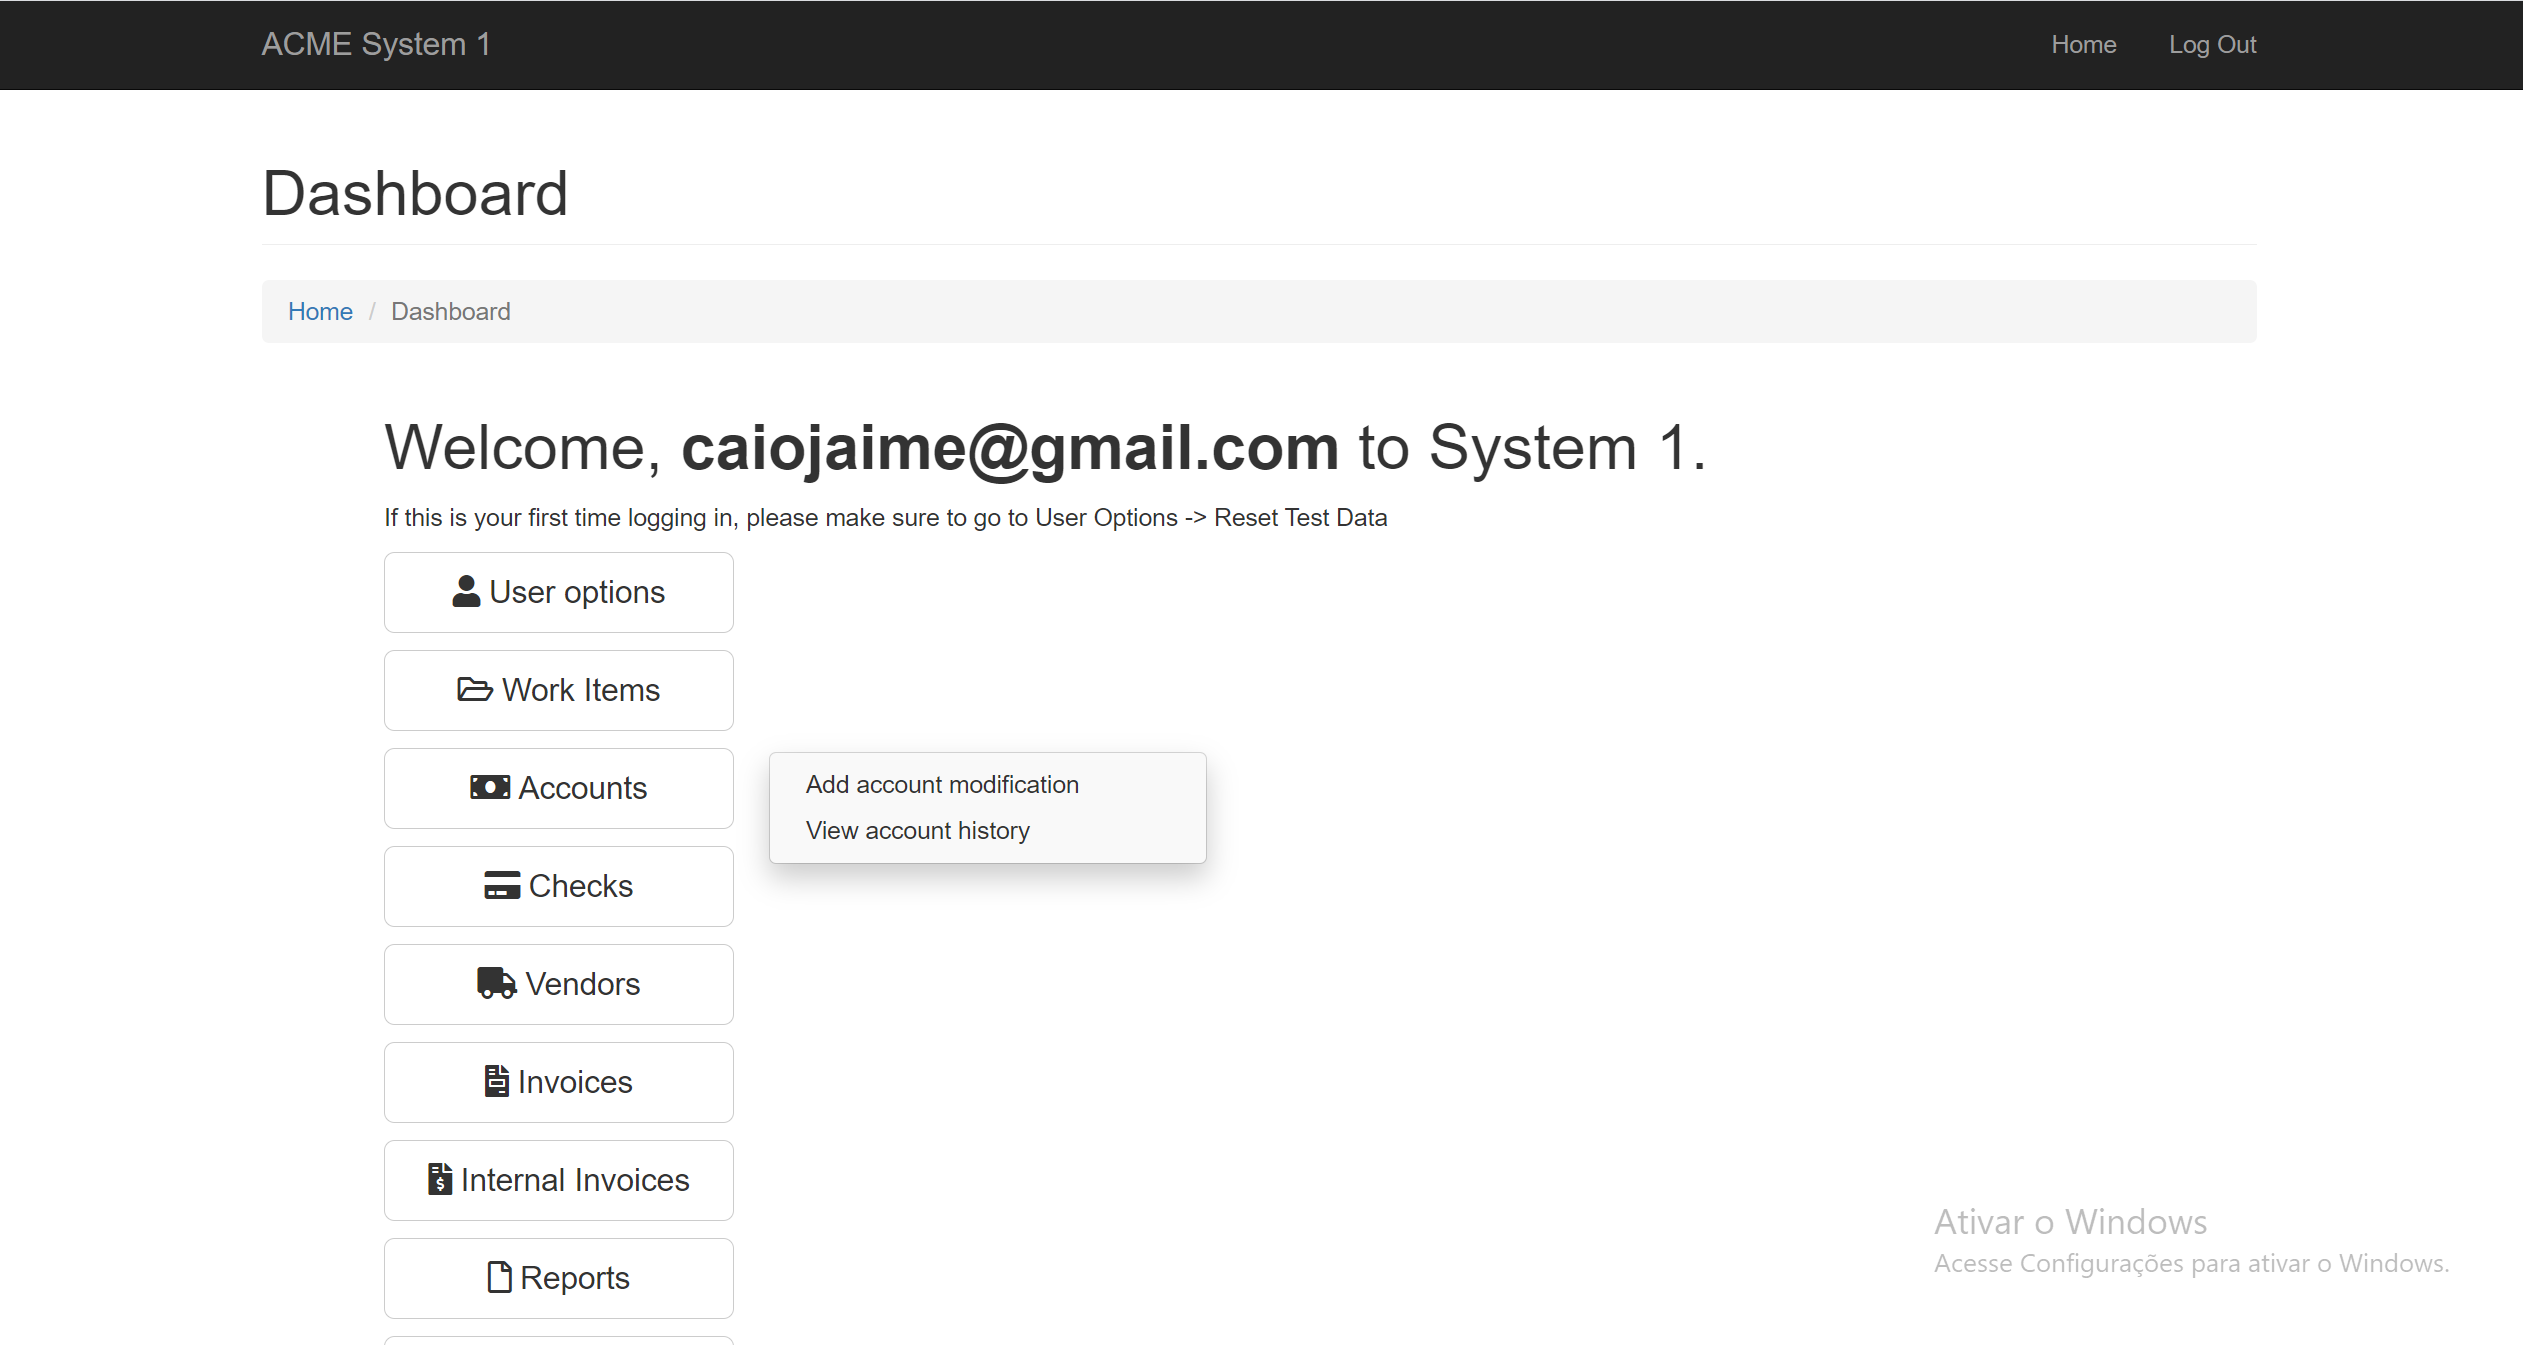 ACME System 1
Home
Log Out
Dashboard
Home / Dashboard
Welcome, caiojaime@gmail.com to System 1.
If this is your first time logging in, please make sure to go to User Options -> Reset Test Data
User options
Work Items
Accounts
Add account modification
View account history
Checks
Vendors
Invoices
Internal Invoices
Reports
Ativar o Windows
Acesse Configurações para ativar o Windows.